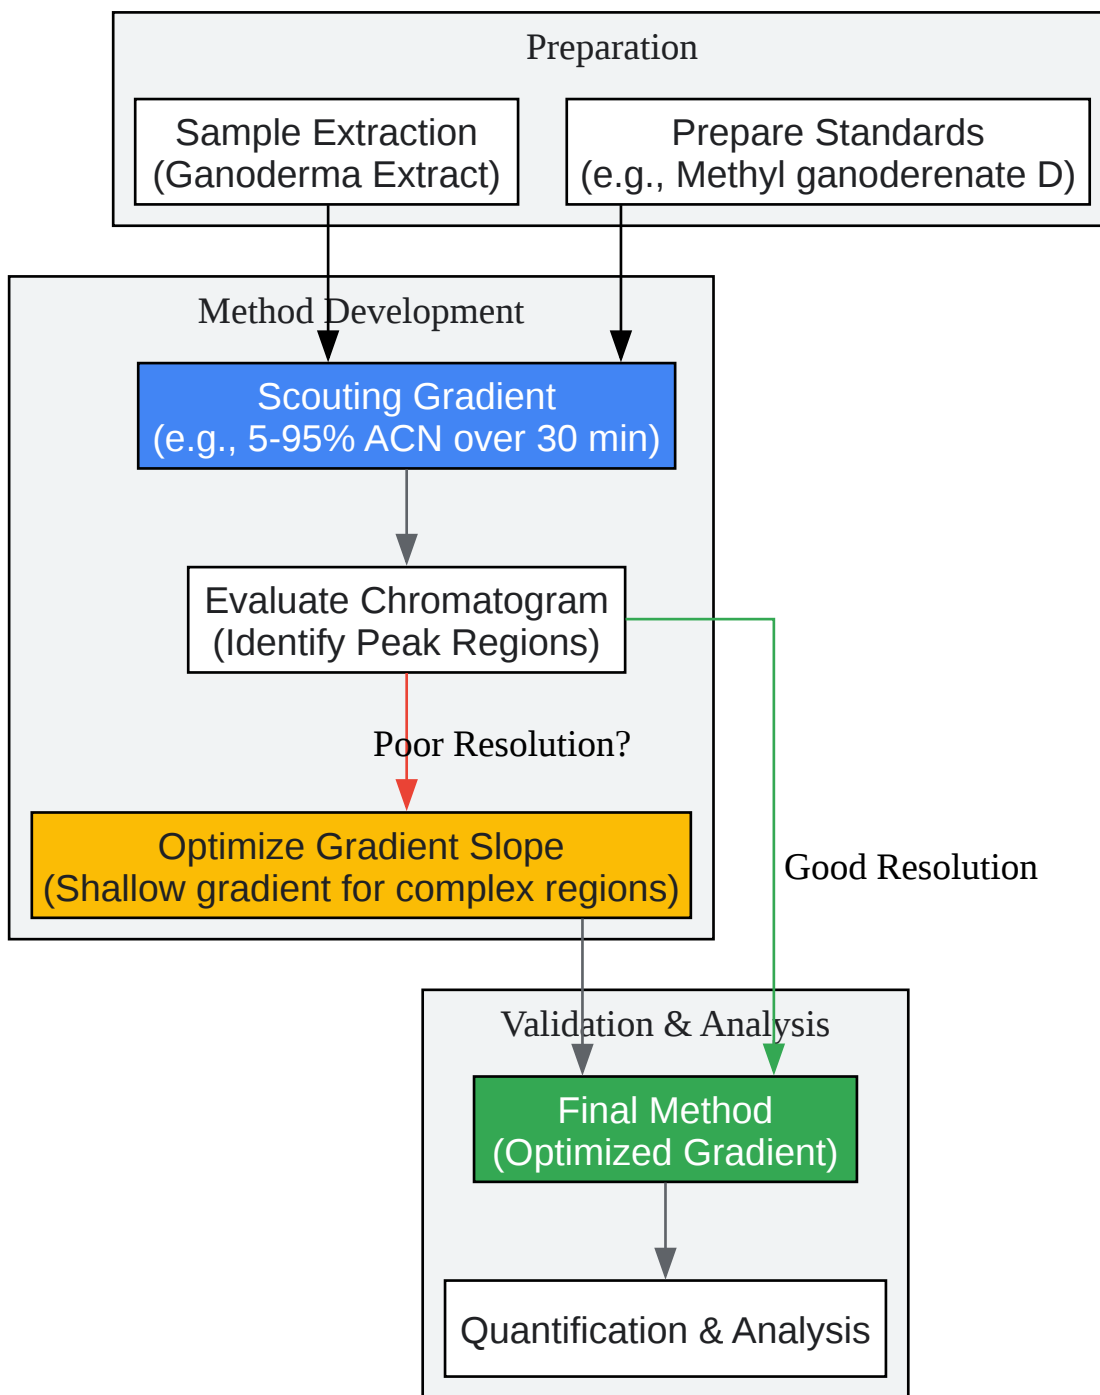 Preparation
Sample Extraction
(Ganoderma Extract)
Prepare Standards
(e.g., Methyl ganoderenate D)
Method Development
Scouting Gradient
(e.g., 5-95% ACN over 30 min)
Evaluate Chromatogram
(Identify Peak Regions)
Poor Resolution?
Optimize Gradient Slope
(Shallow gradient for complex regions)
Good Resolution
Validation & Analysis
Final Method
(Optimized Gradient)
Quantification & Analysis